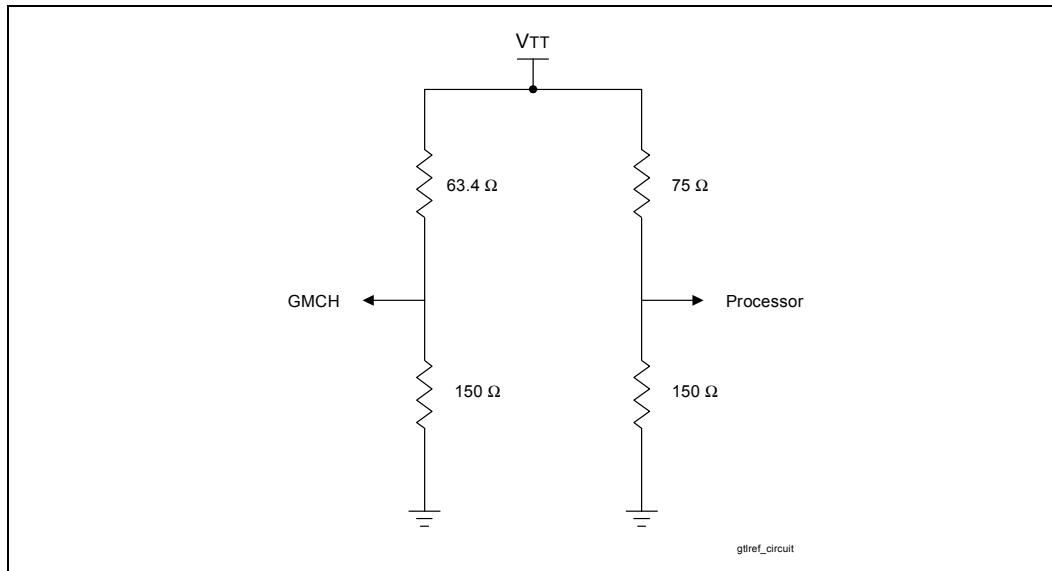 VTT
63.4 Ω
75 Ω
GMCH
Processor
150 Ω
150 Ω
gtlref_circuit